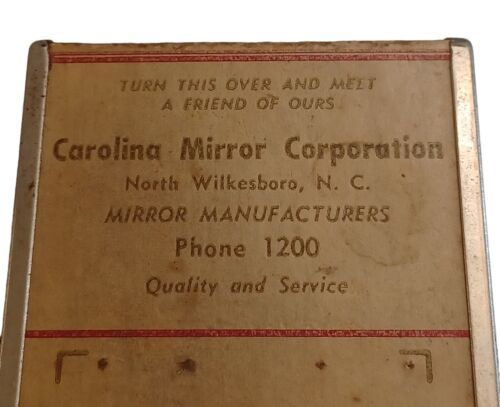 TURN THIS OVER AND MEET
A FRIEND OF OURS
Carolina Mirror Corporation
North Wilkesboro, N. C.
MIRROR MANUFACTURERS
Phone 1200
Quality and Service